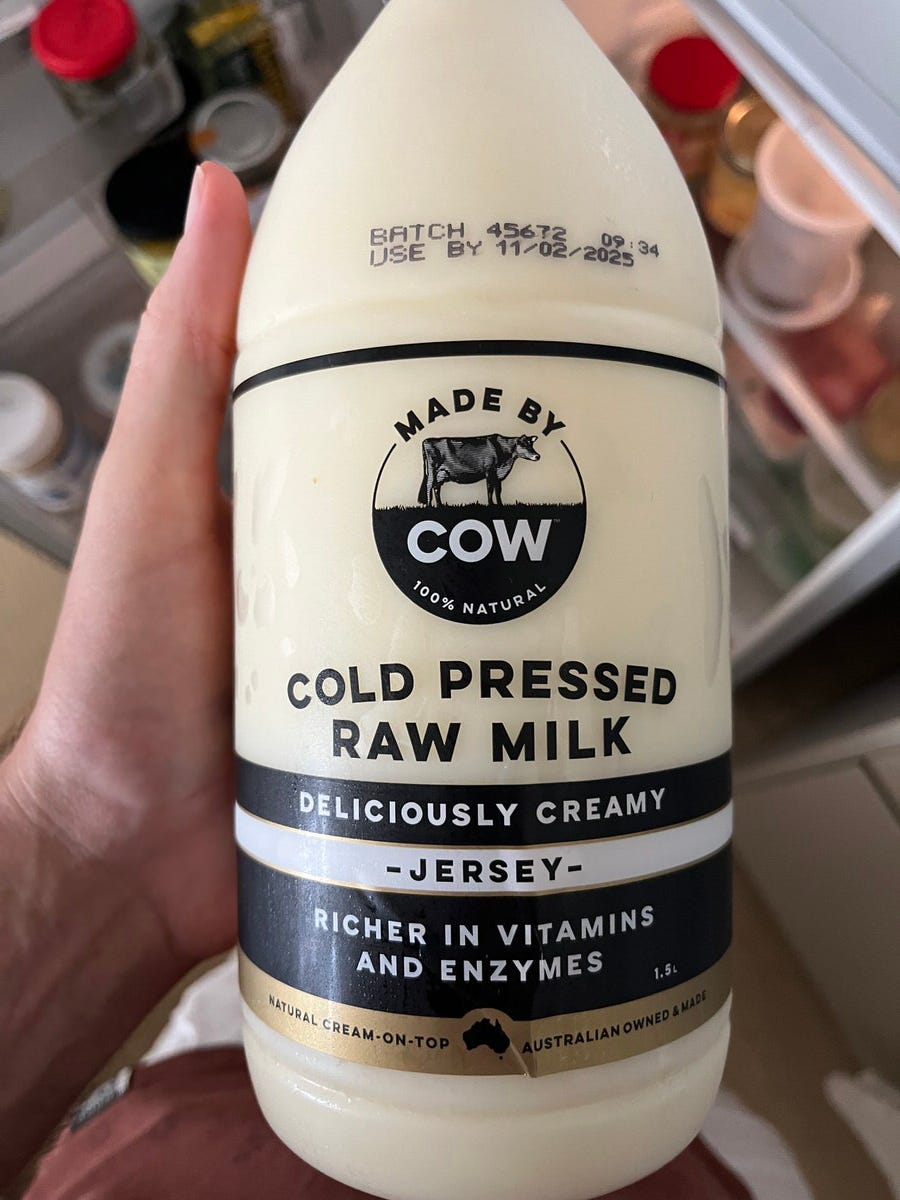 BATCH 45672 09:34
USE BY 11/02/2025
MADE BY
COW™
100% NATURAL
COLD PRESSED
RAW MILK
DELICIOUSLY CREAMY
-JERSEY-
RICHER IN VITAMINS
AND ENZYMES
1.5L
NATURAL CREAM-ON-TOP AUSTRALIAN OWNED & MADE